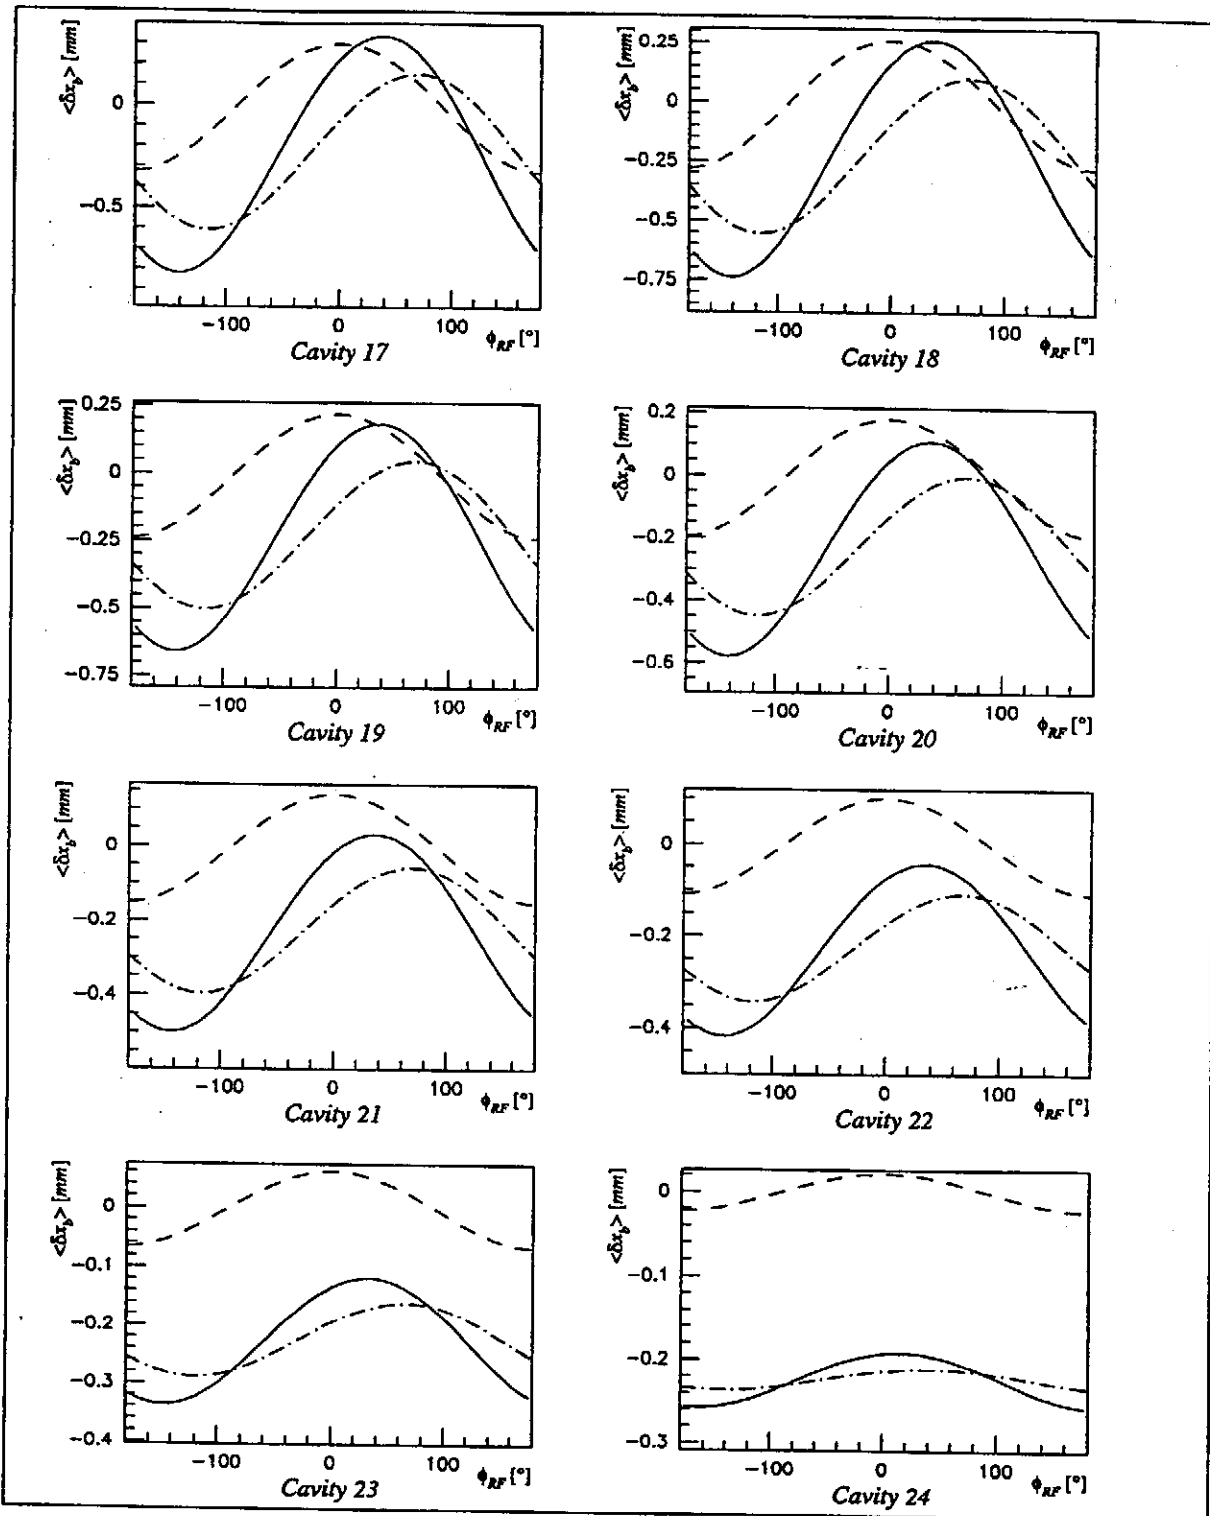 <δx_b> [mm]
0
−0.5
−100 0 100 φ_RF [°]
Cavity 17
<δx_b> [mm]
0.25
0
−0.25
−0.5
−0.75
−100 0 100 φ_RF [°]
Cavity 18
<δx_b> [mm]
0.25
0
−0.25
−0.5
−0.75
−100 0 100 φ_RF [°]
Cavity 19
<δx_b> [mm]
0.2
0
−0.2
−0.4
−0.6
−100 0 100 φ_RF [°]
Cavity 20
<δx_b> [mm]
0
−0.2
−0.4
−100 0 100 φ_RF [°]
Cavity 21
<δx_b> [mm]
0
−0.2
−0.4
−100 0 100 φ_RF [°]
Cavity 22
<δx_b> [mm]
0
−0.1
−0.2
−0.3
−0.4
−100 0 100 φ_RF [°]
Cavity 23
<δx_b> [mm]
0
−0.1
−0.2
−0.3
−100 0 100 φ_RF [°]
Cavity 24